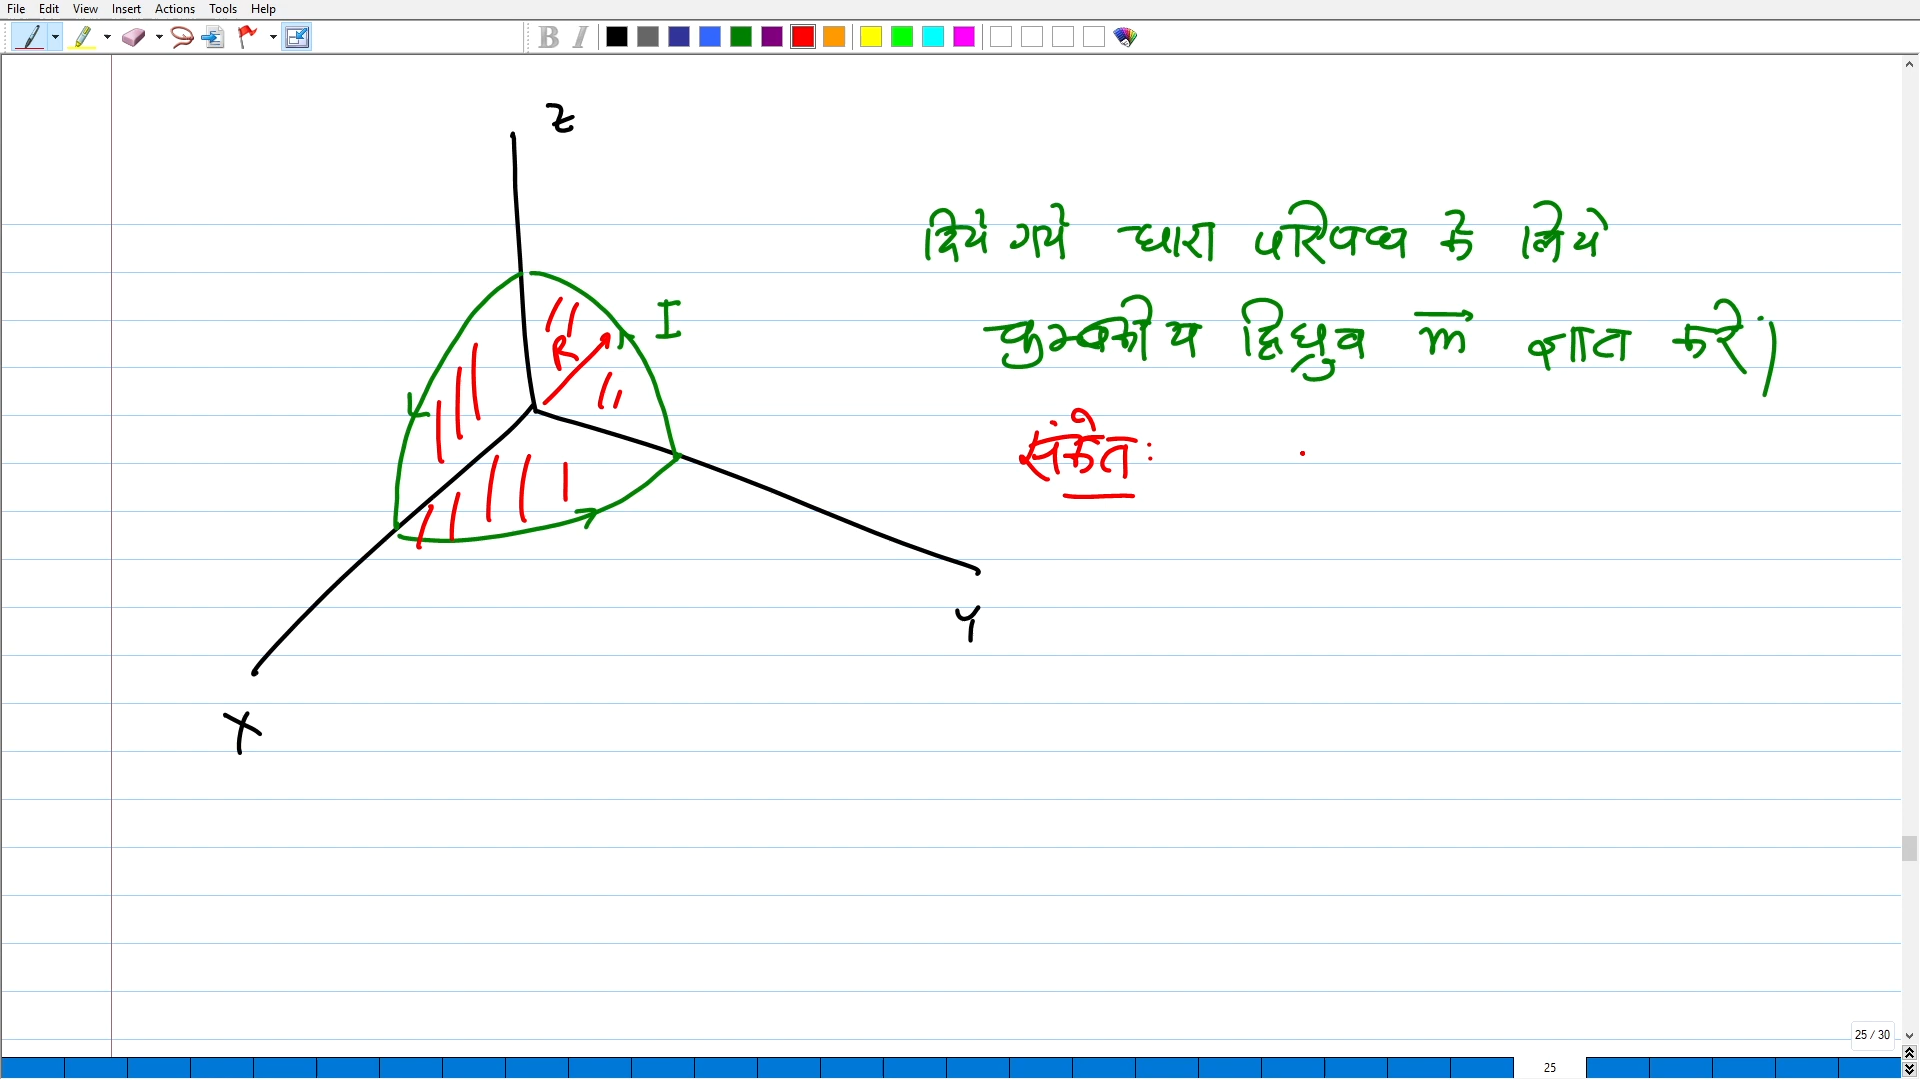 File Edit View Insert Actions Tools Help
B I
Z
दिये गये धारा परिपथ के लिये
I
चुम्बकीय द्विध्रुव m ज्ञात करे।
R
संकेत:
Y
X
25 / 30
25